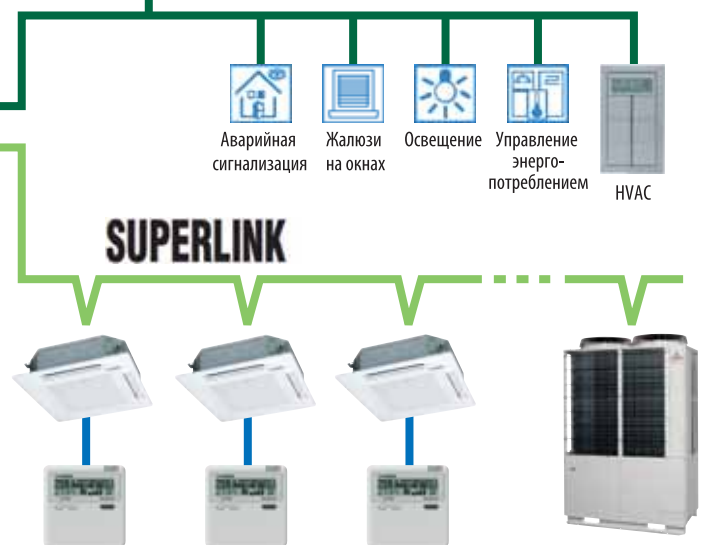 Аварийная
сигнализация
Жалюзи
на окнах
Освещение
Управление
энерго-
потреблением
HVAC
SUPERLINK